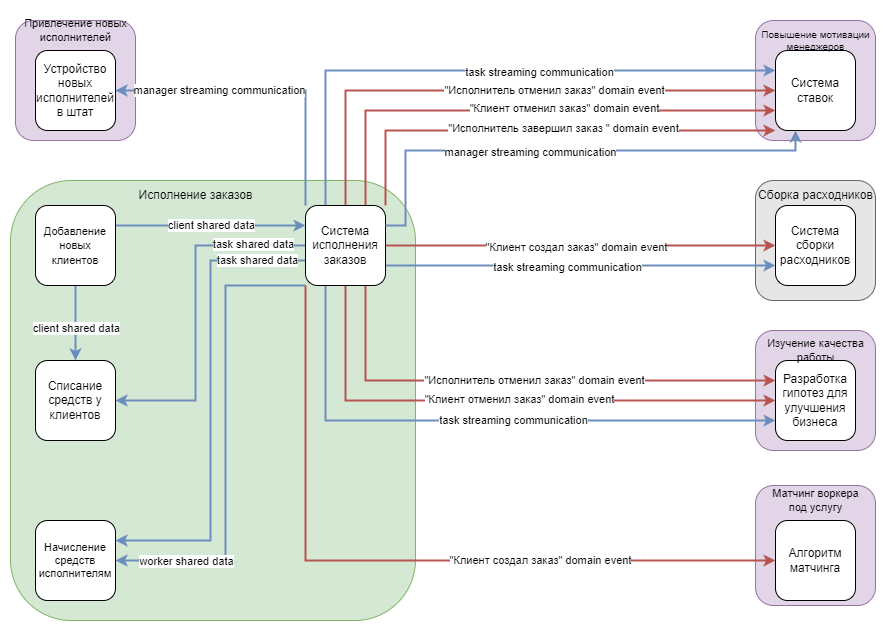 Привлечение новых
исполнителей
Устройство
новых
исполнителей
в штат
manager streaming communication
Повышение мотивации
менеджеров
Система
ставок
task streaming communication
"Исполнитель отменил заказ" domain event
"Клиент отменил заказ" domain event
"Исполнитель завершил заказ " domain event
manager streaming communication
Исполнение заказов
Добавление
новых
клиентов
client shared data
task shared data
task shared data
Система
исполнения
заказов
client shared data
Списание
средств у
клиентов
Начисление
средств
исполнителям
worker shared data
"Клиент создал заказ" domain event
task streaming communication
Сборка расходников
Система
сборки
расходников
"Исполнитель отменил заказ" domain event
"Клиент отменил заказ" domain event
task streaming communication
Изучение качества
работы
Разработка
гипотез для
улучшения
бизнеса
"Клиент создал заказ" domain event
Матчинг воркера
под услугу
Алгоритм
матчинга